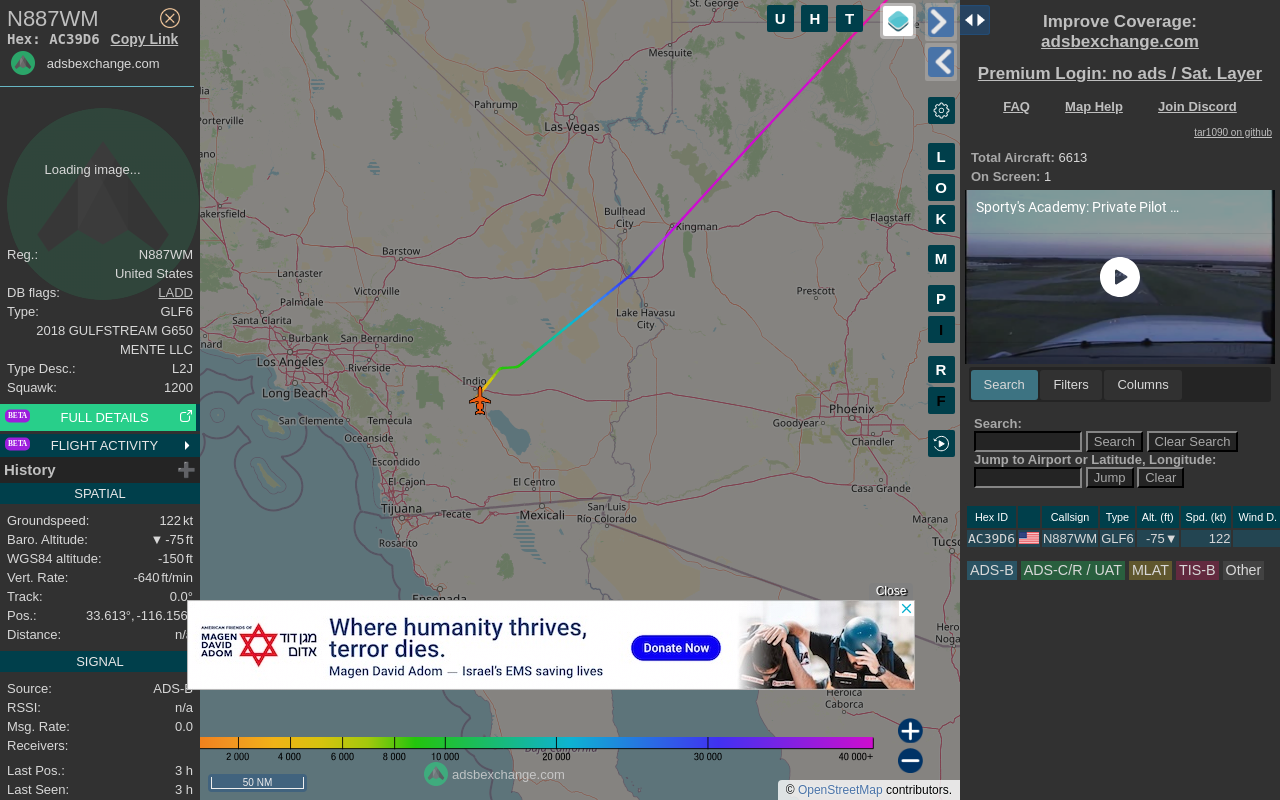 N887WM
Hex: AC39D6 Copy Link
adsbexchange.com
Loading image...
Reg.: N887WM
United States
DB flags: LADD
Type: GLF6
2018 GULFSTREAM G650
MENTE LLC
Type Desc.: L2J
Squawk: 1200
BETA FULL DETAILS
BETA FLIGHT ACTIVITY
History
SPATIAL
Groundspeed: 122 kt
Baro. Altitude: ▼ -75 ft
WGS84 altitude: -150 ft
Vert. Rate: -640 ft/min
Track: 0.0°
Pos.: 33.613°, -116.156
Distance: n/a
SIGNAL
Source: ADS-B
RSSI: n/a
Msg. Rate: 0.0
Receivers:
Last Pos.: 3 h
Last Seen: 3 h
St. George
U H T
Mesquite
Pahrump
Las Vegas
Porterville
Bullhead
City
Kingman
Flagstaff
akersfield
Barstow
Lancaster
Victorville
Palmdale
Prescott
Lake Havasu
City
Santa Clarita
Burbank
San Bernardino
nard
Los Angeles
Riverside
Long Beach
Indio
San Clemente
Temecula
Oceanside
Escondido
El Cajon
El Centro
Tijuana
Tecate
Mexicali
San Luis
Río Colorado
Rosarito
Ensenada
Phoenix
Goodyear
Chandler
Casa Grande
Marana
Tucso
Hero
Noga
Heroica
Caborca
Baja California
L
O
K
M
P
I
R
F
Close
AMERICAN FRIENDS OF
MAGEN
DAVID
ADOM
מגן דוד
אדום
Where humanity thrives,
terror dies.
Magen David Adom — Israel's EMS saving lives
Donate Now
2 000 4 000 6 000 8 000 10 000 20 000 30 000 40 000+
adsbexchange.com
50 NM
© OpenStreetMap contributors.
Improve Coverage:
adsbexchange.com
Premium Login: no ads / Sat. Layer
FAQ Map Help Join Discord
tar1090 on github
Total Aircraft: 6613
On Screen: 1
Sporty's Academy: Private Pilot ...
Search Filters Columns
Search:
Search Clear Search
Jump to Airport or Latitude, Longitude:
Jump Clear
Hex ID Callsign Type Alt. (ft) Spd. (kt) Wind D.
AC39D6 N887WM GLF6 -75▼ 122
ADS-B ADS-C/R / UAT MLAT TIS-B Other